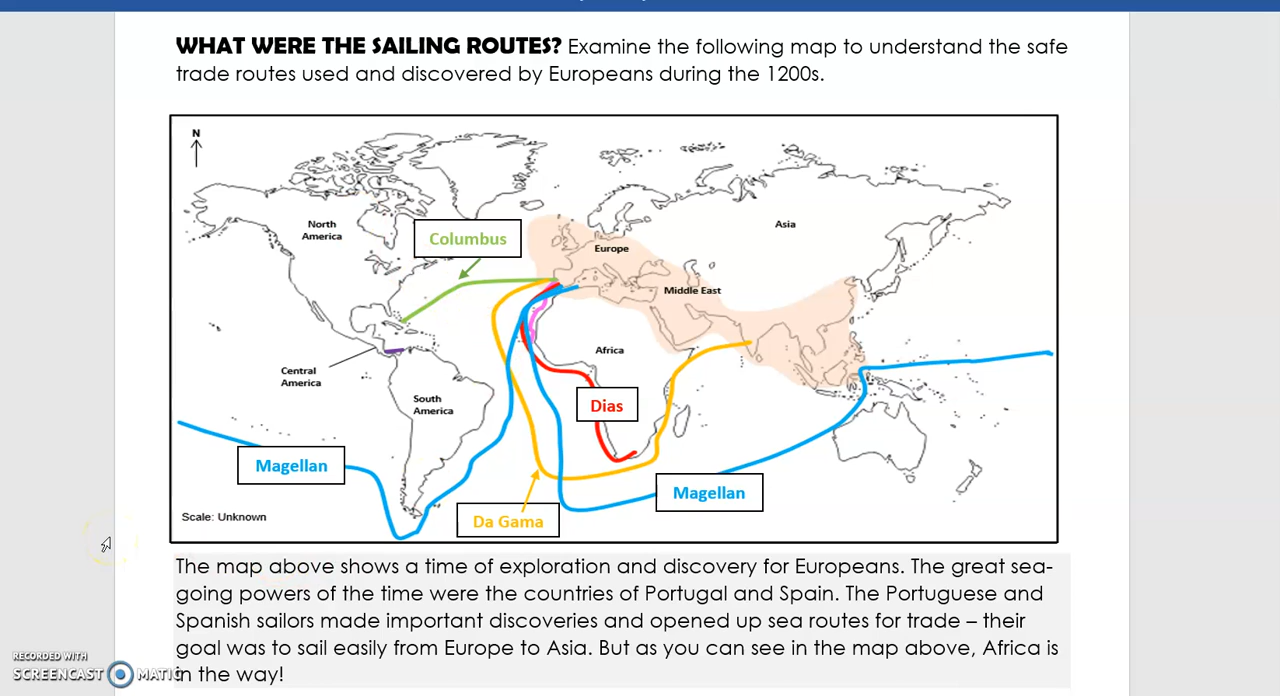 WHAT WERE THE SAILING ROUTES? Examine the following map to understand the safe
trade routes used and discovered by Europeans during the 1200s.
N
North
America
Columbus
Europe
Asia
Middle East
Africa
Central
America
South
America
Dias
Magellan
Magellan
Da Gama
Scale: Unknown
The map above shows a time of exploration and discovery for Europeans. The great sea-
going powers of the time were the countries of Portugal and Spain. The Portuguese and
Spanish sailors made important discoveries and opened up sea routes for trade – their
goal was to sail easily from Europe to Asia. But as you can see in the map above, Africa is
in the way!
RECORDED WITH
SCREENCAST MATIC